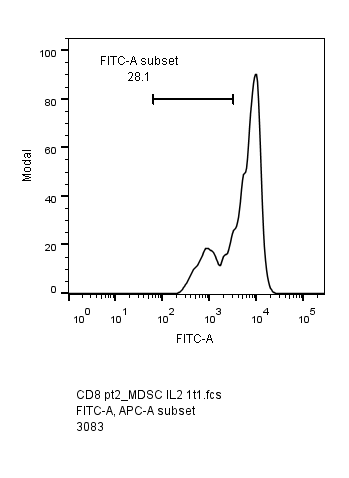 FITC-A subset
28.1
100
80
60
40
20
0
Modal
10^0 10^1 10^2 10^3 10^4 10^5
FITC-A
CD8 pt2_MDSC IL2 1t1.fcs
FITC-A, APC-A subset
3083